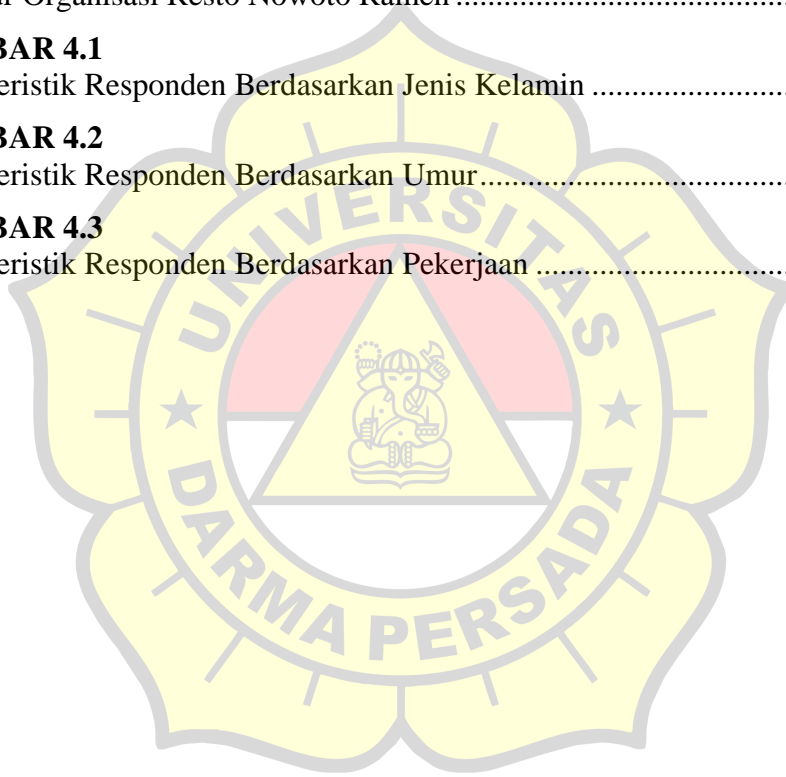 Organisasi Resto Nowoto Ramen ..........................................
BAR 4.1
eristik Responden Berdasarkan Jenis Kelamin .........................
BAR 4.2
eristik Responden Berdasarkan Umur.......................................
BAR 4.3
eristik Responden Berdasarkan Pekerjaan ................................
UNIVERSITAS
DARMA PERSADA